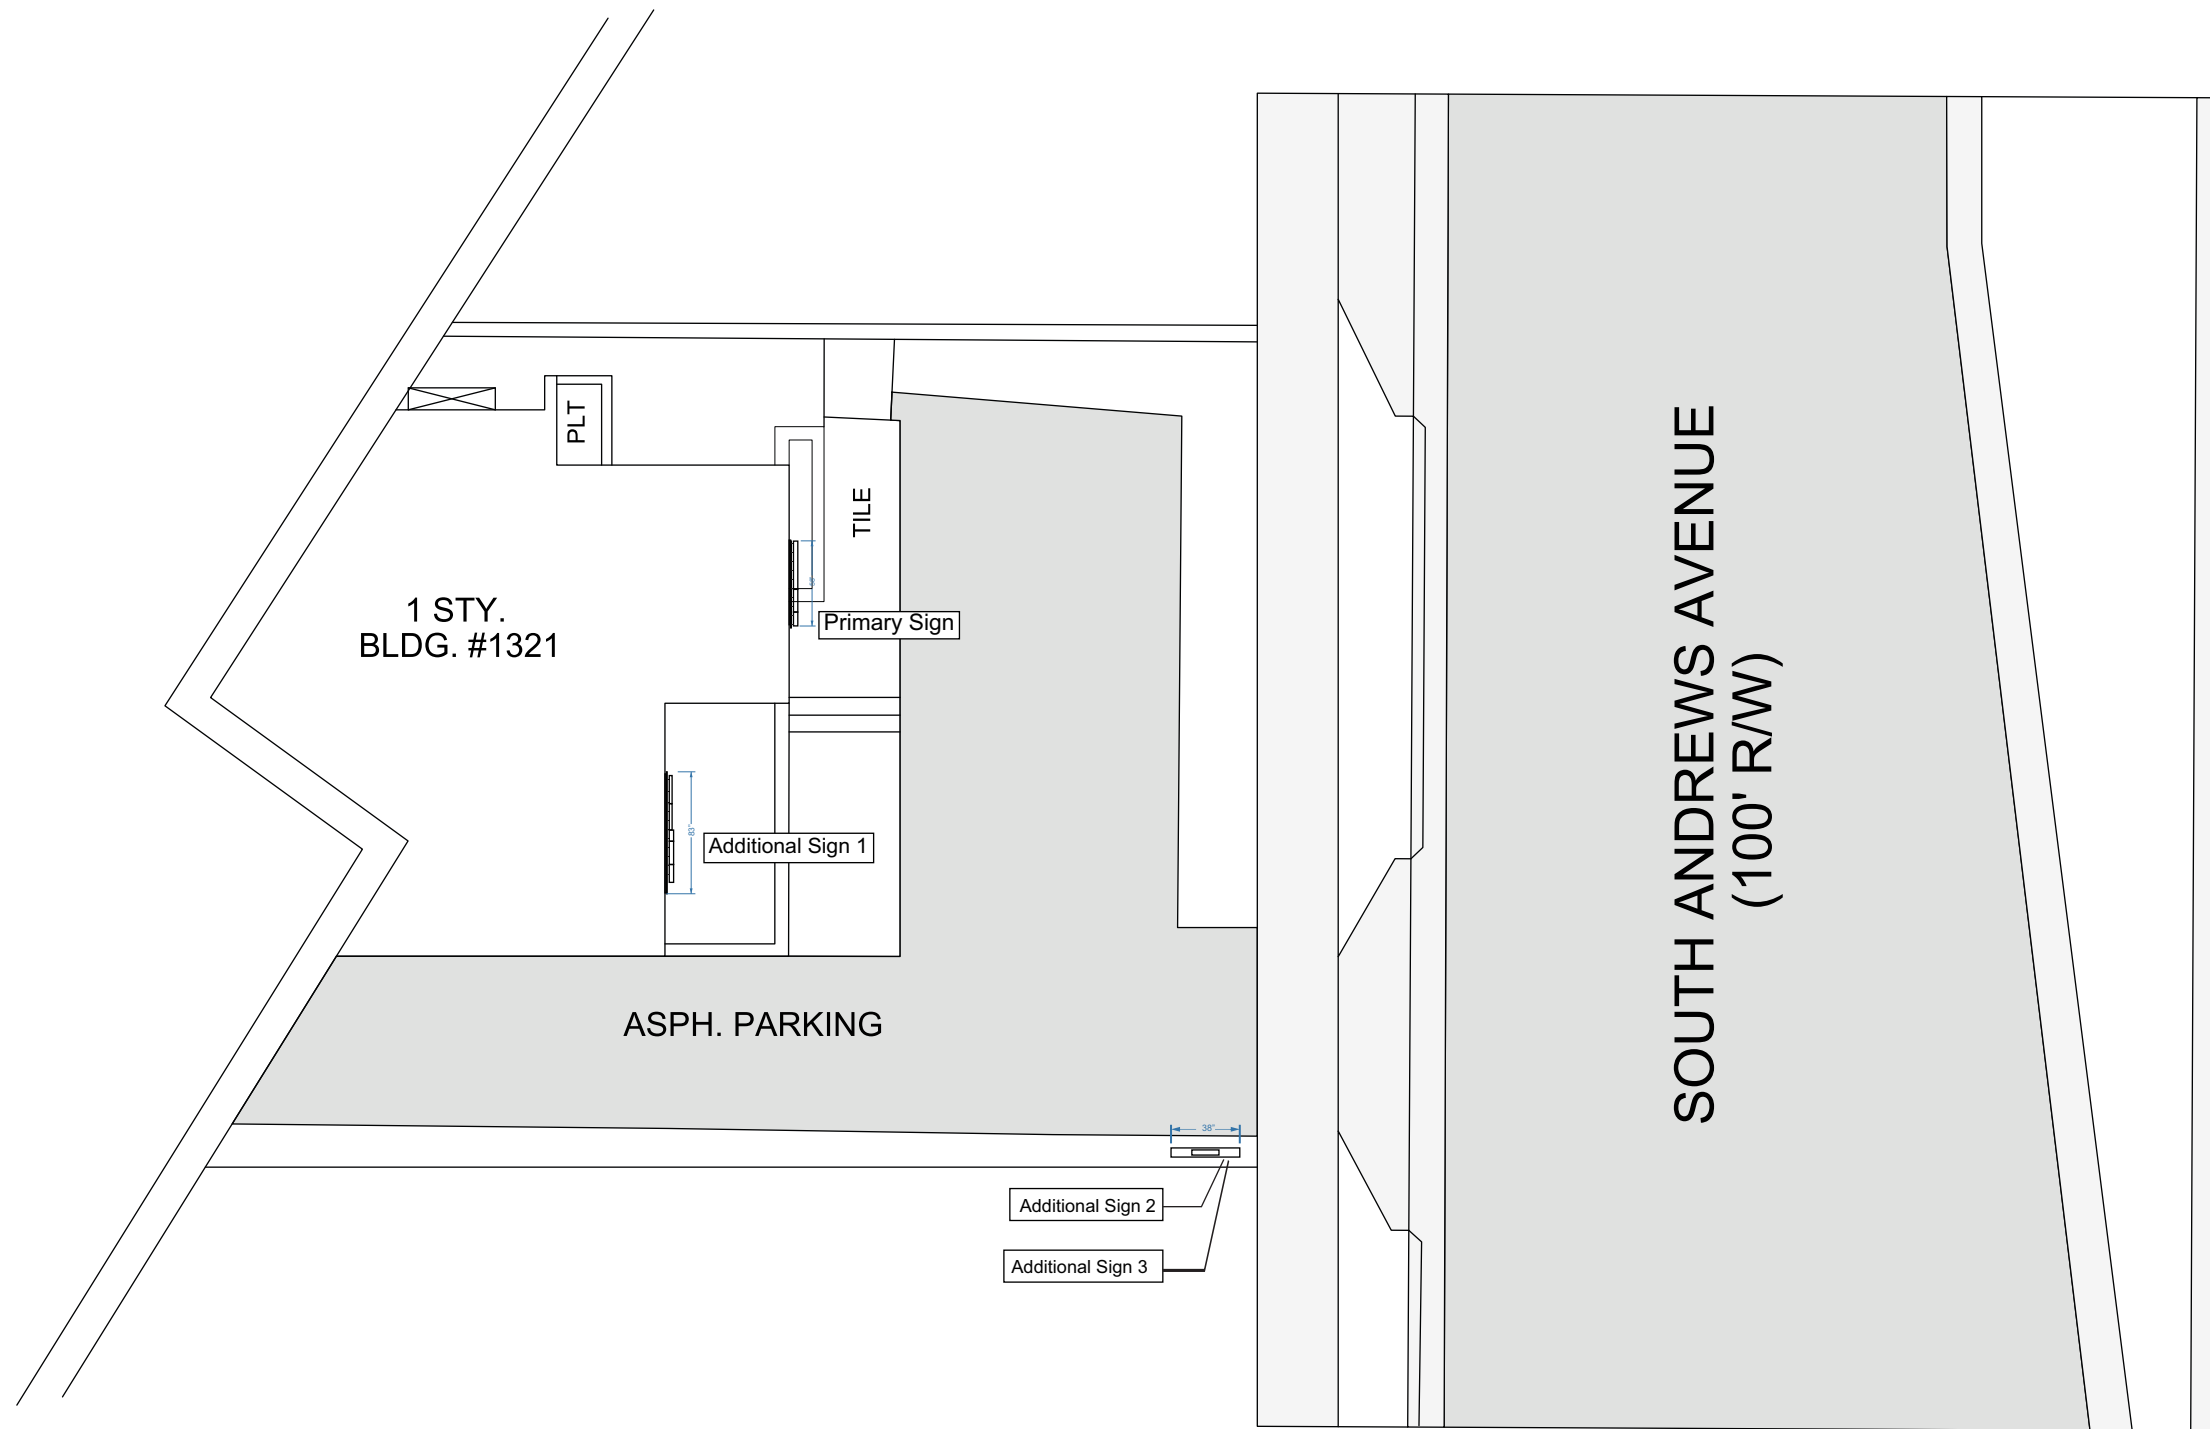 PLT
TILE
1 STY.
BLDG. #1321
Primary Sign
83"
Additional Sign 1
SOUTH ANDREWS AVENUE
(100' R/W)
ASPH. PARKING
38"
Additional Sign 2
Additional Sign 3